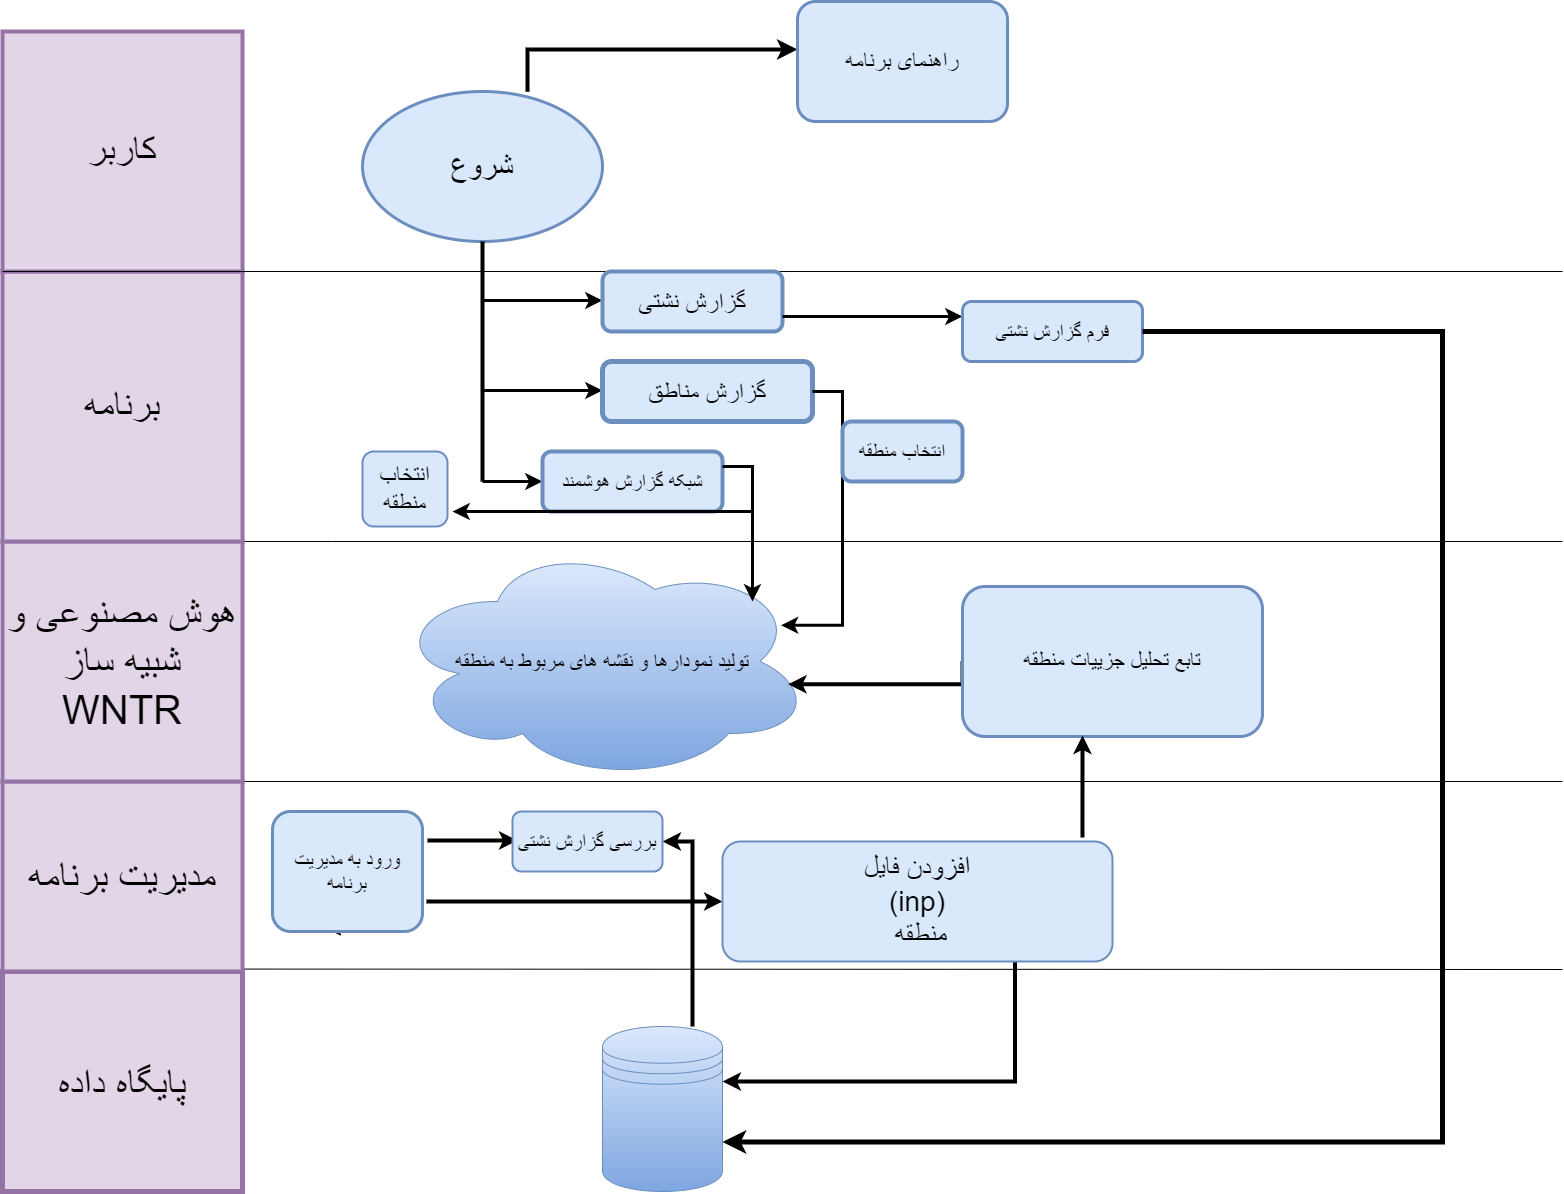 راهنمای برنامه
کاربر
شروع
گزارش نشتی
فرم گزارش نشتی
برنامه
گزارش مناطق
انتخاب منطقه
شبکه گزارش هوشمند
انتخاب
منطقه
هوش مصنوعی و
شبیه ساز
WNTR
تولید نمودارها و نقشه های مربوط به منطقه
تابع تحلیل جزییات منطقه
مدیریت برنامه
ورود به مدیریت
برنامه
بررسی گزارش نشتی
افزودن فایل
(inp)
منطقه
پایگاه داده